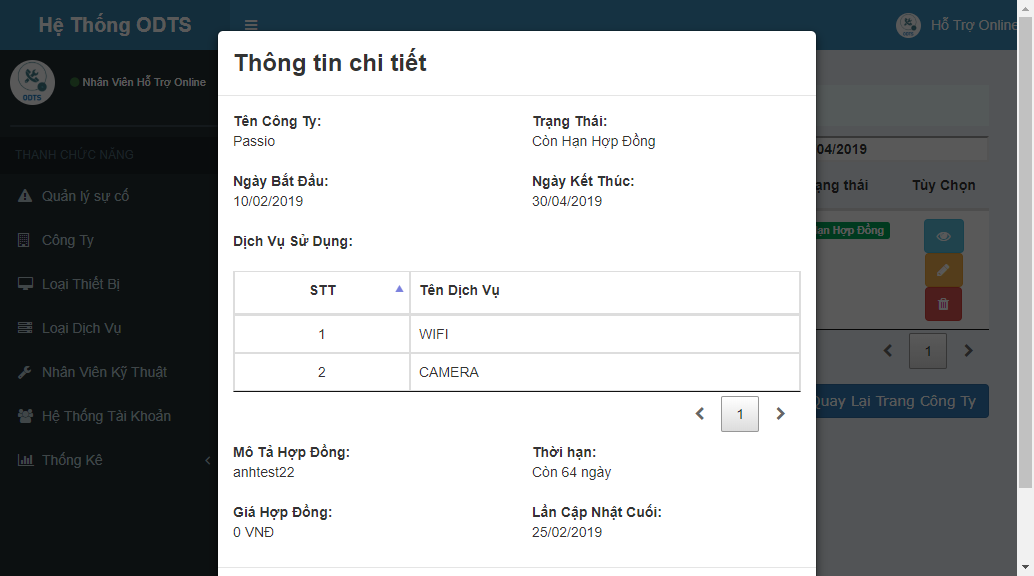 Hệ Thống ODTS
Hỗ Trợ Online
ODTS
Nhân Viên Hỗ Trợ Online
THANH CHỨC NĂNG
Quản lý sự cố
Công Ty
Loại Thiết Bị
Loại Dịch Vụ
Nhân Viên Kỹ Thuật
Hệ Thống Tài Khoản
Thống Kê
Thông tin chi tiết
Tên Công Ty:
Passio
Trạng Thái:
Còn Hạn Hợp Đồng
Ngày Bắt Đầu:
10/02/2019
Ngày Kết Thúc:
30/04/2019
Dịch Vụ Sử Dụng:
STT Tên Dịch Vụ
1 WIFI
2 CAMERA
1
Mô Tả Hợp Đồng:
anhtest22
Thời hạn:
Còn 64 ngày
Giá Hợp Đồng:
0 VNĐ
Lần Cập Nhật Cuối:
25/02/2019
04/2019
thái Tùy Chọn
Hợp Đồng
1
Lại Trang Công Ty